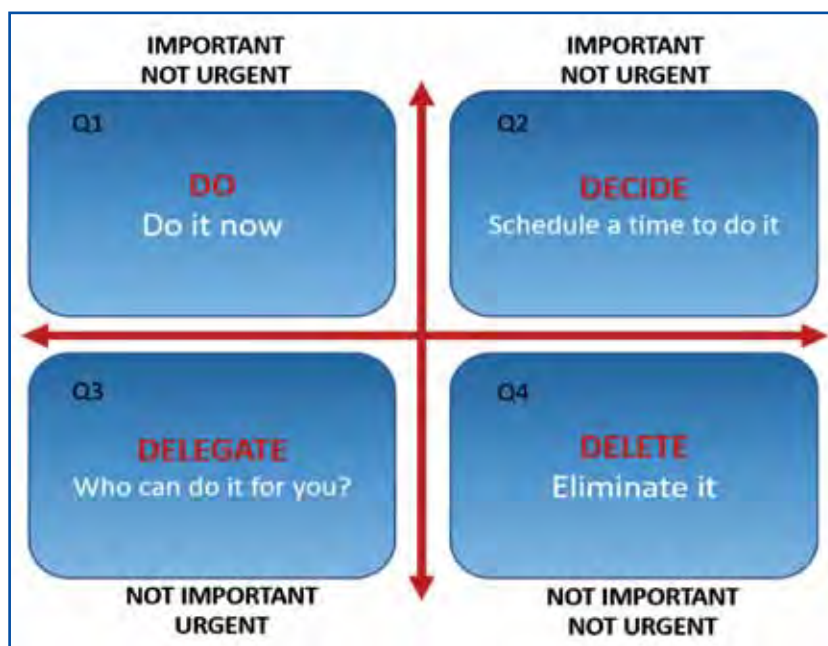 IMPORTANT
NOT URGENT
IMPORTANT
NOT URGENT
Q1
DO
Do it now
Q2
DECIDE
Schedule a time to do it
Q3
DELEGATE
Who can do it for you?
Q4
DELETE
Eliminate it
NOT IMPORTANT
URGENT
NOT IMPORTANT
NOT URGENT